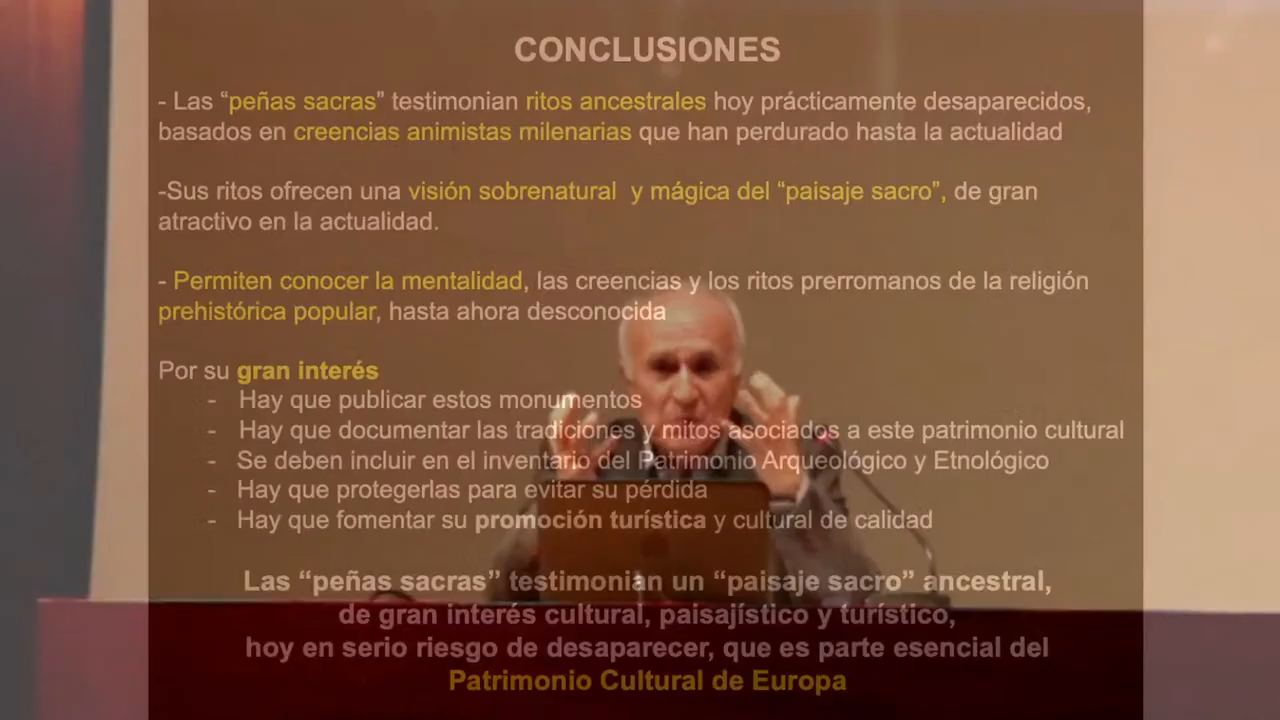 CONCLUSIONES
- Las “peñas sacras” testimonian ritos ancestrales hoy prácticamente desaparecidos,
basados en creencias animistas milenarias que han perdurado hasta la actualidad
-Sus ritos ofrecen una visión sobrenatural y mágica del “paisaje sacro”, de gran
atractivo en la actualidad.
- Permiten conocer la mentalidad, las creencias y los ritos prerromanos de la religión
prehistórica popular, hasta ahora desconocida
Por su gran interés
- Hay que publicar estos monumentos
- Hay que documentar las tradiciones y mitos asociados a este patrimonio cultural
- Se deben incluir en el inventario del Patrimonio Arqueológico y Etnológico
- Hay que protegerlas para evitar su pérdida
- Hay que fomentar su promoción turística y cultural de calidad
Las “peñas sacras” testimonian un “paisaje sacro” ancestral,
de gran interés cultural, paisajístico y turístico,
hoy en serio riesgo de desaparecer, que es parte esencial del
Patrimonio Cultural de Europa